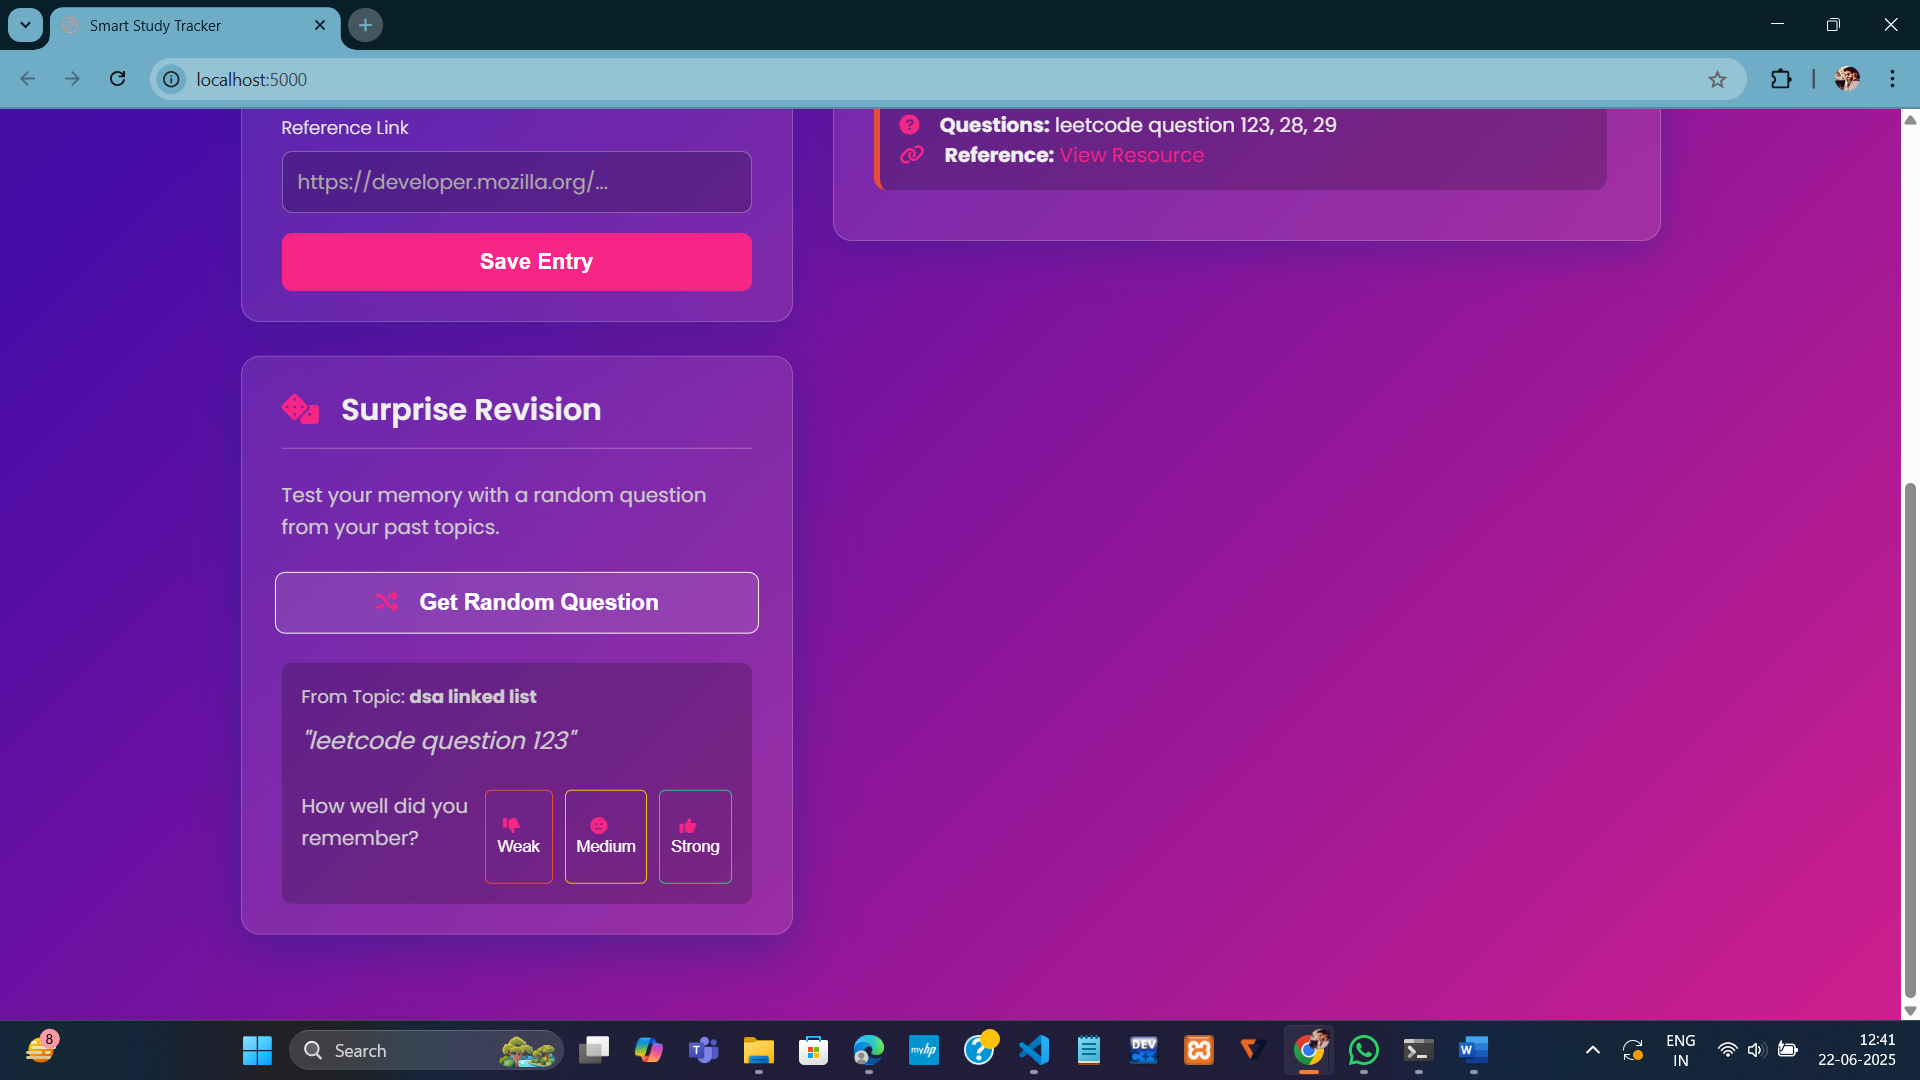 Smart Study Tracker
localhost:5000
Reference Link
https://developer.mozilla.org/...
Save Entry
Questions: leetcode question 123, 28, 29
Reference: View Resource
Surprise Revision
Test your memory with a random question
from your past topics.
Get Random Question
From Topic: dsa linked list
"leetcode question 123"
How well did you
remember?
Weak
Medium
Strong
8
Search
T
myhp
?
DEV
C++
W
ENG
IN
12:41
22-06-2025